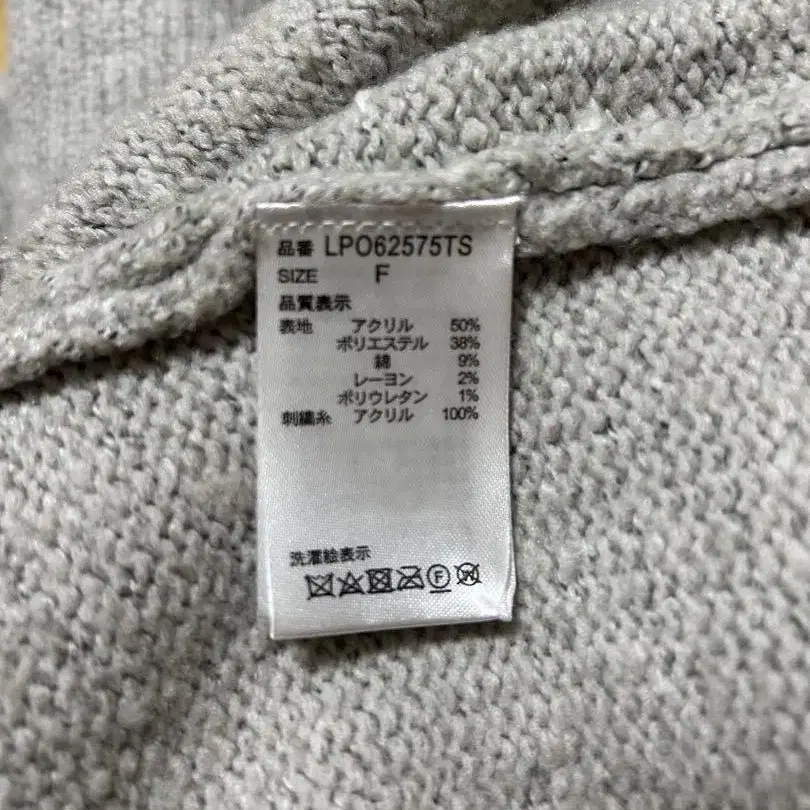 品番 LPO62575TS
SIZE F
品質表示
表地 アクリル 50%
ポリエステル 38%
綿 9%
レーヨン 2%
ポリウレタン 1%
刺繍糸 アクリル 100%
洗濯絵表示
F W